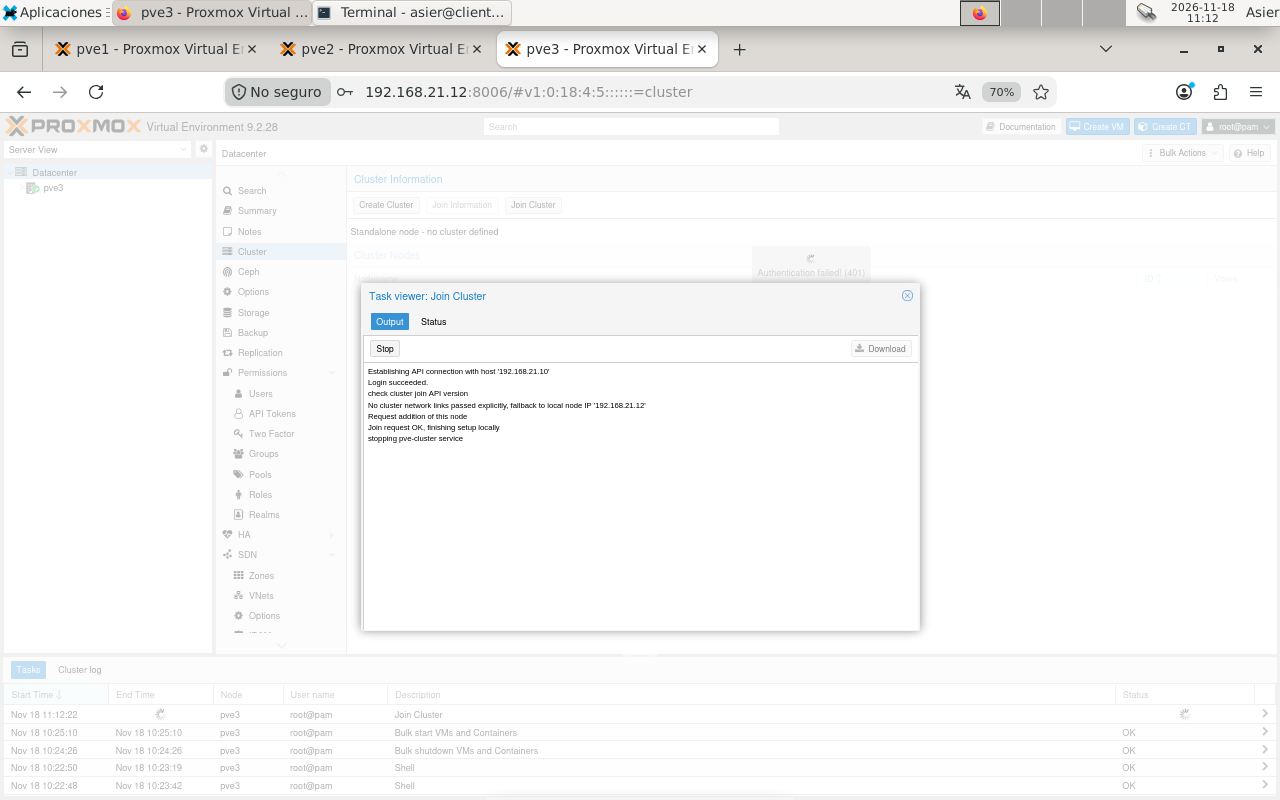 Aplicaciones
pve3 - Proxmox Virtual ...
Terminal - asier@client...
2026-11-18
11:12
Asier
pve1 - Proxmox Virtual E
pve2 - Proxmox Virtual E
pve3 - Proxmox Virtual E
No seguro
192.168.21.12:8006/#v1:0:18:4:5::::::=cluster
70%
PROXMOX
Virtual Environment 9.2.28
Search
Documentation
Create VM
Create CT
root@pam
Server View
Datacenter
pve3
Datacenter
Bulk Actions
Help
Search
Summary
Notes
Cluster
Ceph
Options
Storage
Backup
Replication
Permissions
Users
API Tokens
Two Factor
Groups
Pools
Roles
Realms
HA
SDN
Zones
VNets
Options
Cluster Information
Create Cluster
Join Information
Join Cluster
Standalone node - no cluster defined
Cluster Nodes
Authentication failed! (401)
ID
Votes
Task viewer: Join Cluster
Output
Status
Stop
Download
Establishing API connection with host '192.168.21.10'
Login succeeded.
check cluster join API version
No cluster network links passed explicitly, fallback to local node IP '192.168.21.12'
Request addition of this node
Join request OK, finishing setup locally
stopping pve-cluster service
Tasks
Cluster log
Start Time
End Time
Node
User name
Description
Status
Nov 18 11:12:22 pve3 root@pam Join Cluster
Nov 18 10:25:10 Nov 18 10:25:10 pve3 root@pam Bulk start VMs and Containers OK
Nov 18 10:24:26 Nov 18 10:24:26 pve3 root@pam Bulk shutdown VMs and Containers OK
Nov 18 10:22:50 Nov 18 10:23:19 pve3 root@pam Shell OK
Nov 18 10:22:48 Nov 18 10:23:42 pve3 root@pam Shell OK